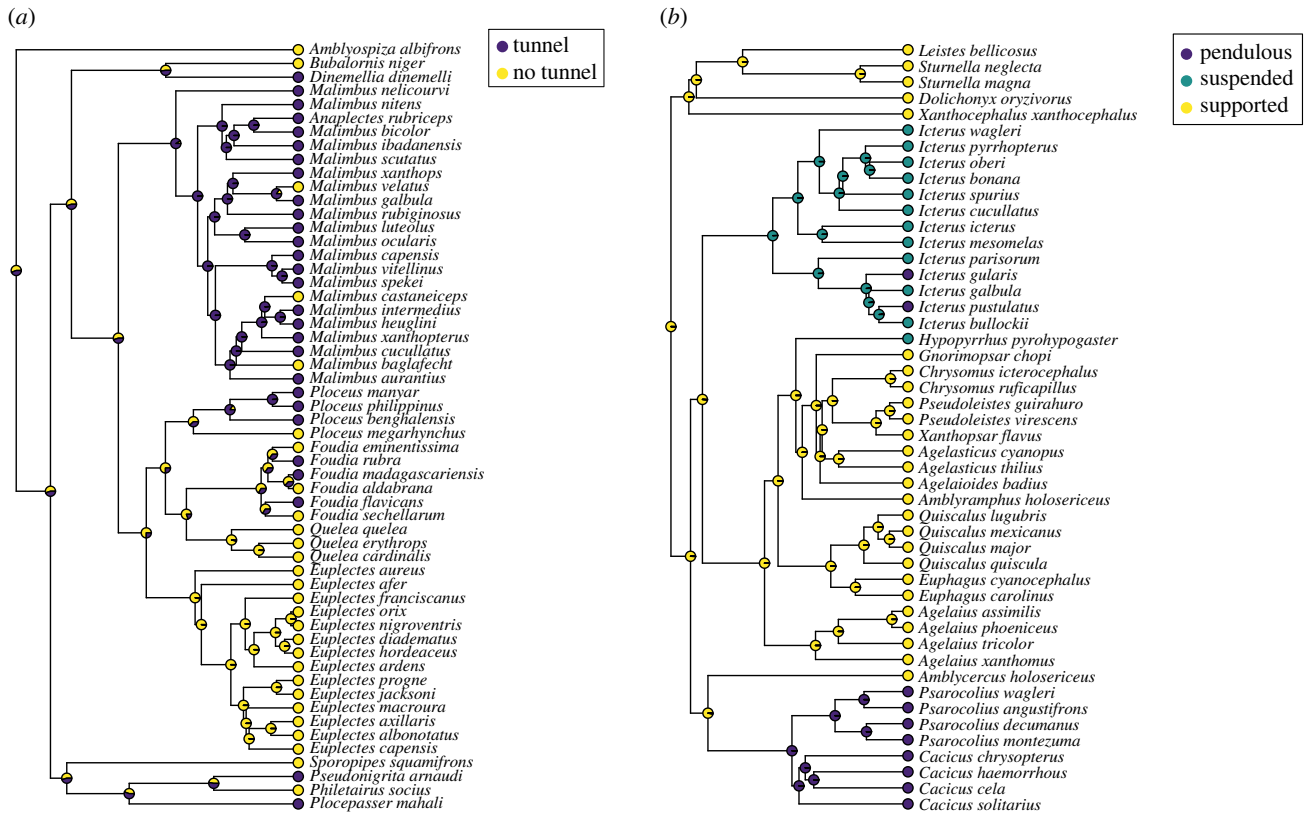 (a)
tunnel
no tunnel
Amblyospiza albifrons
Bubalornis niger
Dinemellia dinemelli
Malimbus nelicourvi
Malimbus nitens
Anaplectes rubriceps
Malimbus bicolor
Malimbus ibadanensis
Malimbus scutatus
Malimbus xanthops
Malimbus velatus
Malimbus galbula
Malimbus rubiginosus
Malimbus luteolus
Malimbus ocularis
Malimbus capensis
Malimbus vitellinus
Malimbus spekei
Malimbus castaneiceps
Malimbus intermedius
Malimbus heuglini
Malimbus xanthopterus
Malimbus cucullatus
Malimbus baglafecht
Malimbus aurantius
Ploceus manyar
Ploceus philippinus
Ploceus benghalensis
Ploceus megarhynchus
Foudia eminentissima
Foudia rubra
Foudia madagascariensis
Foudia aldabrana
Foudia flavicans
Foudia sechellarum
Quelea quelea
Quelea erythrops
Quelea cardinalis
Euplectes aureus
Euplectes afer
Euplectes franciscanus
Euplectes orix
Euplectes nigroventris
Euplectes diadematus
Euplectes hordeaceus
Euplectes ardens
Euplectes progne
Euplectes jacksoni
Euplectes macroura
Euplectes axillaris
Euplectes albonotatus
Euplectes capensis
Sporopipes squamifrons
Pseudonigrita arnaudi
Philetairus socius
Plocepasser mahali
(b)
pendulous
suspended
supported
Leistes bellicosus
Sturnella neglecta
Sturnella magna
Dolichonyx oryzivorus
Xanthocephalus xanthocephalus
Icterus wagleri
Icterus pyrrhopterus
Icterus oberi
Icterus bonana
Icterus spurius
Icterus cucullatus
Icterus icterus
Icterus mesomelas
Icterus parisorum
Icterus gularis
Icterus galbula
Icterus pustulatus
Icterus bullockii
Hypopyrrhus pyrohypogaster
Gnorimopsar chopi
Chrysomus icterocephalus
Chrysomus ruficapillus
Pseudoleistes guirahuro
Pseudoleistes virescens
Xanthopsar flavus
Agelasticus cyanopus
Agelasticus thilius
Agelaioides badius
Amblyramphus holosericeus
Quiscalus lugubris
Quiscalus mexicanus
Quiscalus major
Quiscalus quiscula
Euphagus cyanocephalus
Euphagus carolinus
Agelaius assimilis
Agelaius phoeniceus
Agelaius tricolor
Agelaius xanthomus
Amblycercus holosericeus
Psarocolius wagleri
Psarocolius angustifrons
Psarocolius decumanus
Psarocolius montezuma
Cacicus chrysopterus
Cacicus haemorrhous
Cacicus cela
Cacicus solitarius